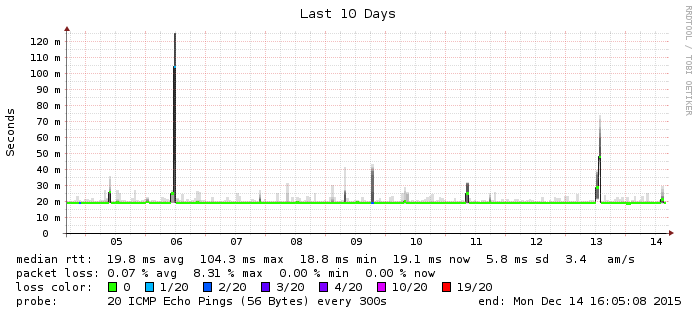 Last 10 Days
RRDTOOL / TOBI OETIKER
Seconds
120 m
110 m
100 m
90 m
80 m
70 m
60 m
50 m
40 m
30 m
20 m
10 m
0
05 06 07 08 09 10 11 12 13 14
median rtt: 19.8 ms avg 104.3 ms max 18.8 ms min 19.1 ms now 5.8 ms sd 3.4 am/s
packet loss: 0.07 % avg 8.31 % max 0.00 % min 0.00 % now
loss color: 0 1/20 2/20 3/20 4/20 10/20 19/20
probe: 20 ICMP Echo Pings (56 Bytes) every 300s end: Mon Dec 14 16:05:08 2015